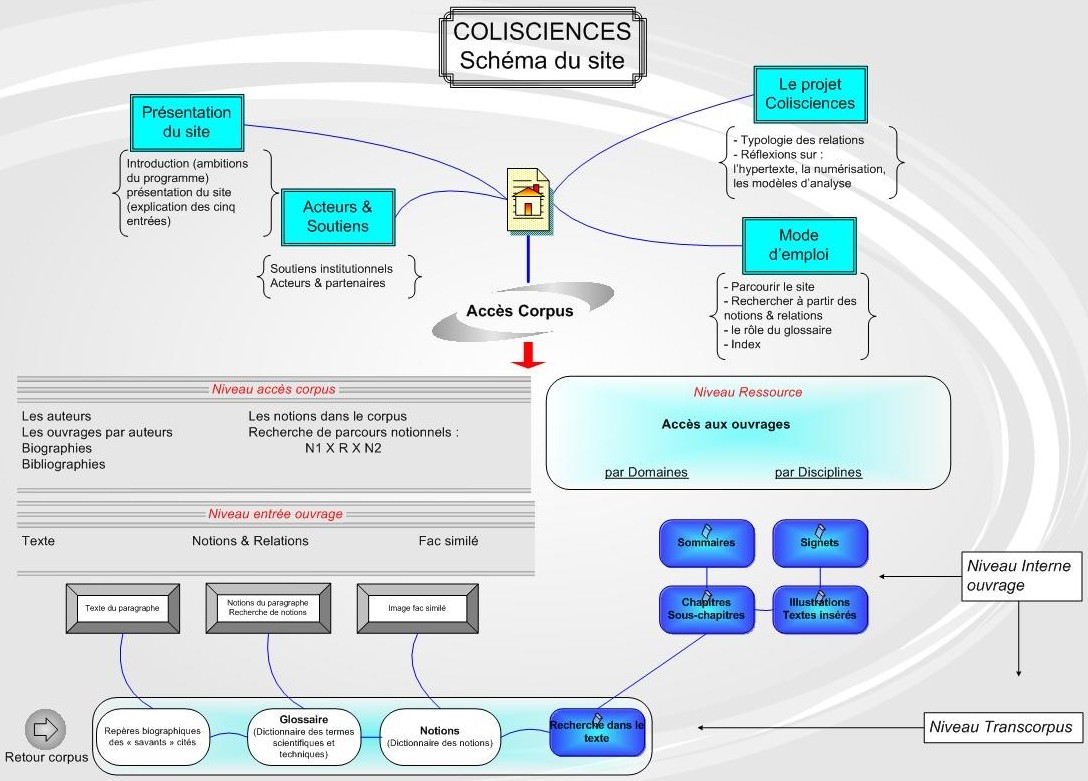 COLISCIENCES
Schéma du site
Présentation
du site
Introduction (ambitions
du programme)
présentation du site
(explication des cinq
entrées)
Acteurs &
Soutiens
Soutiens institutionnels
Acteurs & partenaires
Le projet
Colisciences
- Typologie des relations
- Réflexions sur :
l'hypertexte, la numérisation,
les modèles d'analyse
Mode
d'emploi
- Parcourir le site
- Rechercher à partir des
notions & relations
- le rôle du glossaire
- Index
Accès Corpus
Niveau accès corpus
Les auteurs
Les ouvrages par auteurs
Biographies
Bibliographies
Les notions dans le corpus
Recherche de parcours notionnels :
N1 X R X N2
Niveau Ressource
Accès aux ouvrages
par Domaines
par Disciplines
Niveau entrée ouvrage
Texte
Notions & Relations
Fac similé
Texte du paragraphe
Notions du paragraphe
Recherche de notions
Image fac similé
Sommaires
Signets
Chapitres
Sous-chapitres
Illustrations
Textes insérés
Niveau Interne
ouvrage
Retour corpus
Repères biographiques
des « savants » cités
Glossaire
(Dictionnaire des termes
scientifiques et
techniques)
Notions
(Dictionnaire des notions)
Recherche dans le
texte
Niveau Transcorpus